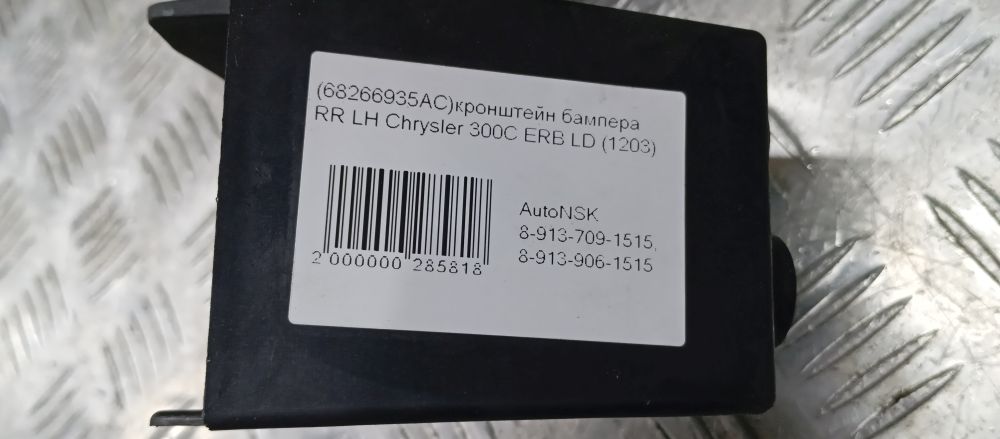 (68266935AC)кронштейн бампера
RR LH Chrysler 300C ERB LD (1203)
AutoNSK
8-913-709-1515,
8-913-906-1515
2 000000 285818